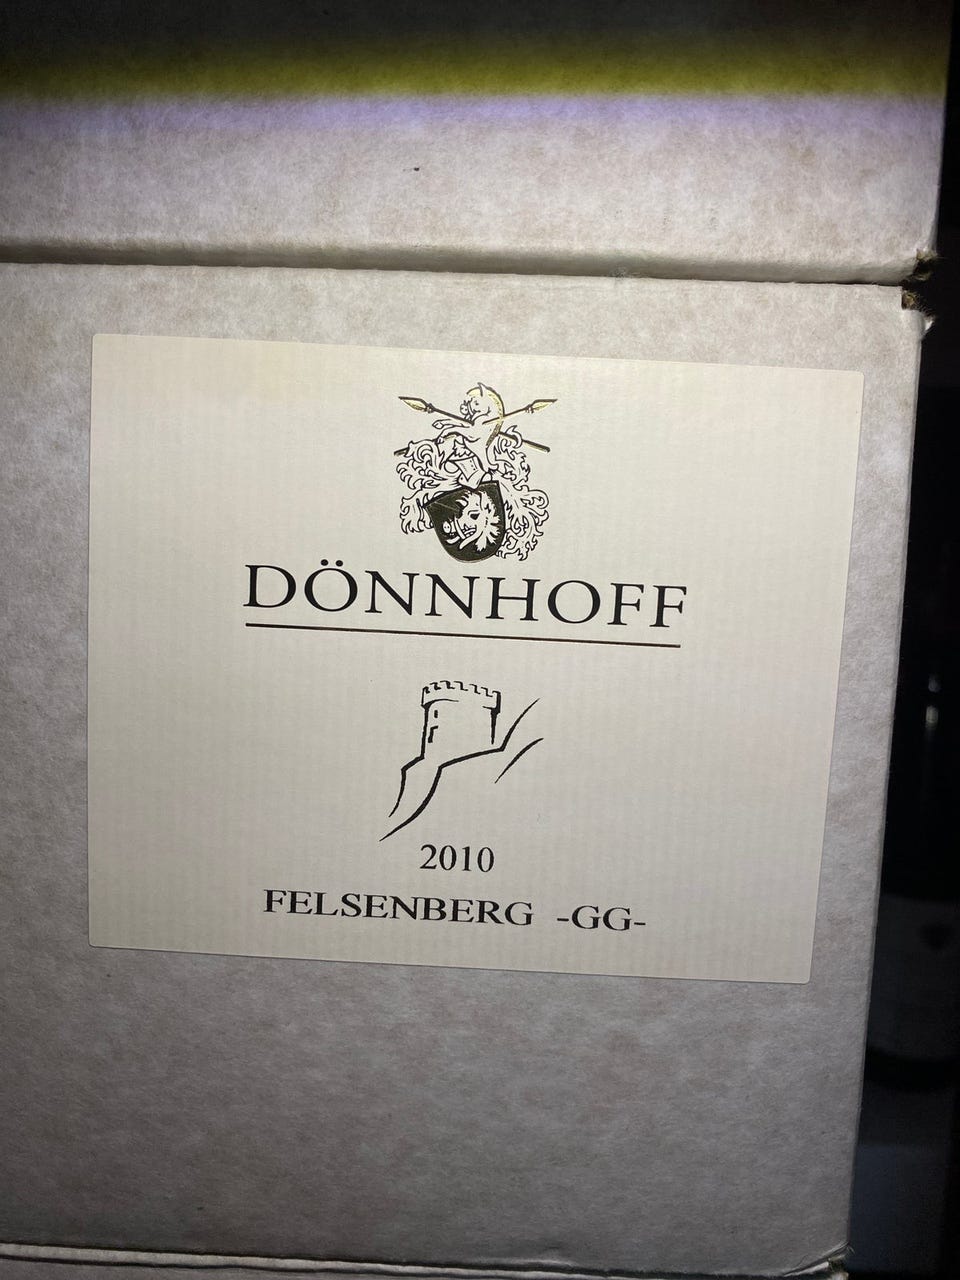 DÖNNHOFF
2010
FELSENBERG -GG-